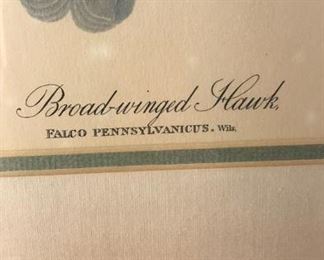 Broad-winged Hawk,
FALCO PENNSYLVANICUS. Wils.